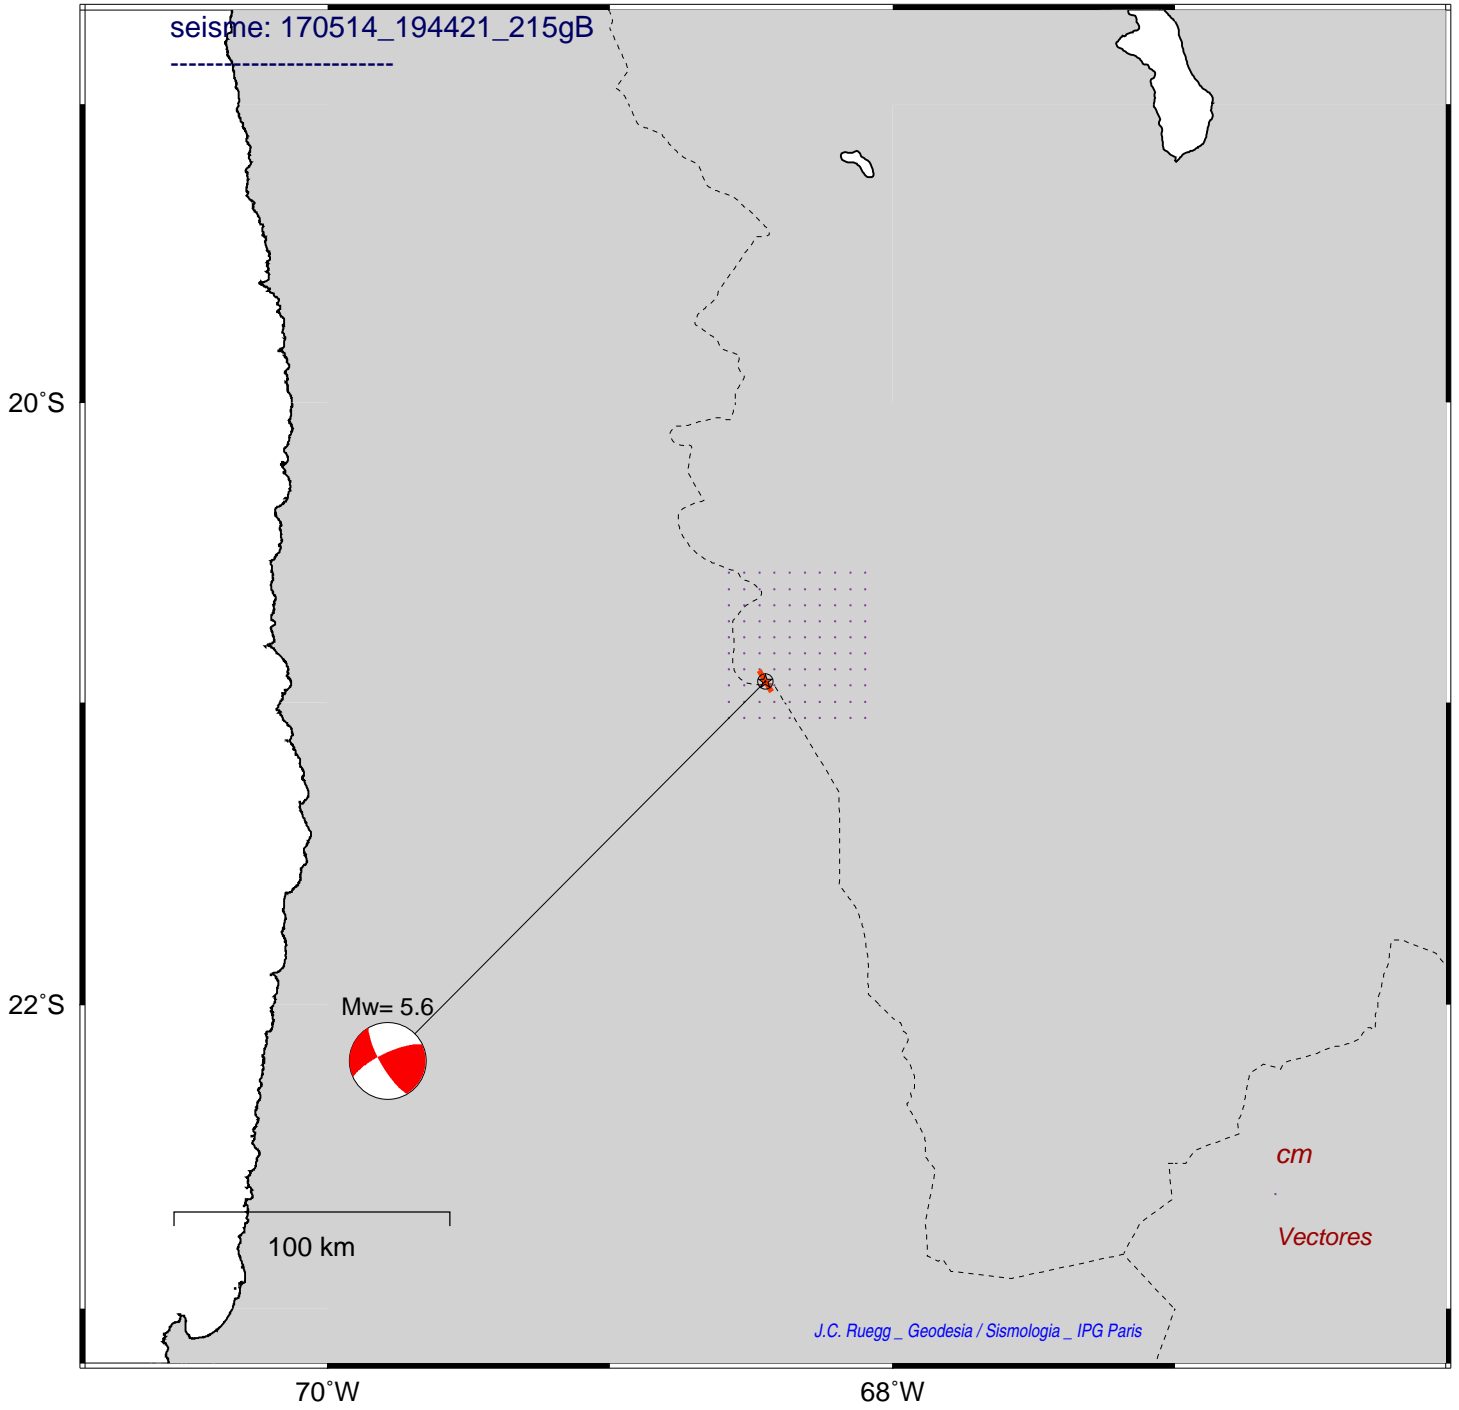 seisme: 170514_194421_215gB
----------------------
20°S
22°S
Mw= 5.6
cm
Vectores
100 km
J.C. Ruegg _ Geodesia / Sismologia _ IPG Paris
70°W
68°W